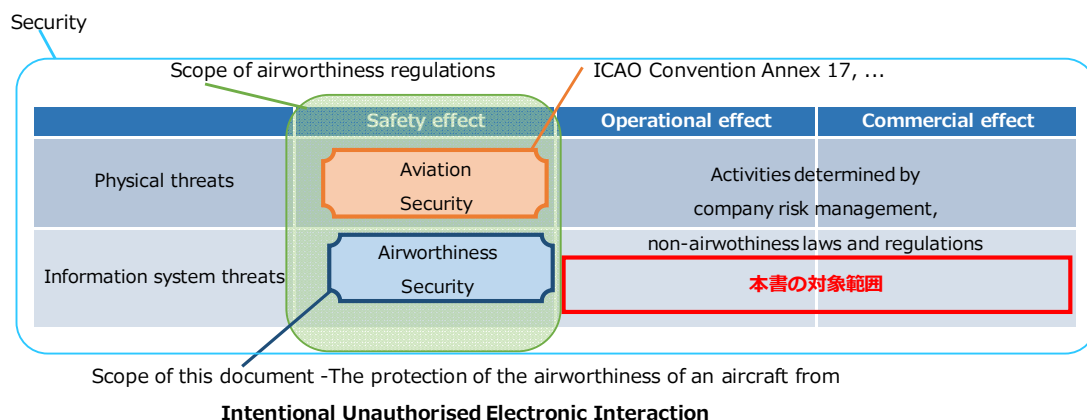 Security
Scope of airworthiness regulations
ICAO Convention Annex 17, ...
Safety effect
Operational effect
Commercial effect
Physical threats
Aviation
Security
Activities determined by
company risk management,
non-airwothiness laws and regulations
Information system threats
Airworthiness
Security
本書の対象範囲
Scope of this document -The protection of the airworthiness of an aircraft from
Intentional Unauthorised Electronic Interaction